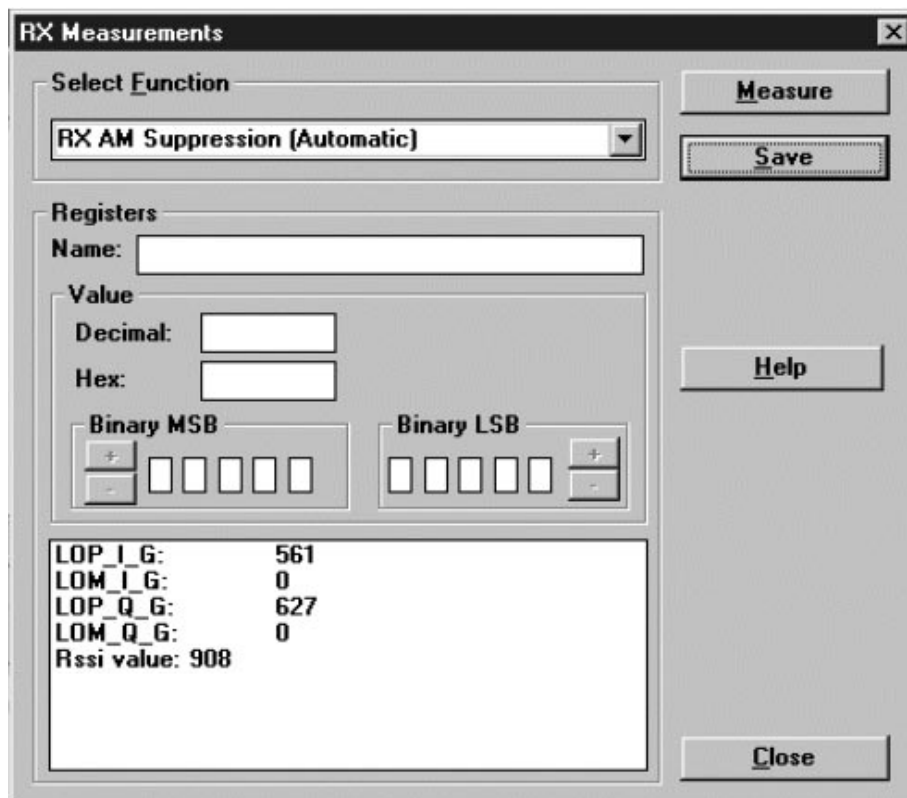 RX Measurements
Select Function
RX AM Suppression (Automatic)
Measure
Save
Registers
Name:
Value
Decimal:
Hex:
Help
Binary MSB
Binary LSB
+
-
+
-
LOP_I_G: 561
LOM_I_G: 0
LOP_Q_G: 627
LOM_Q_G: 0
Rssi value: 908
Close